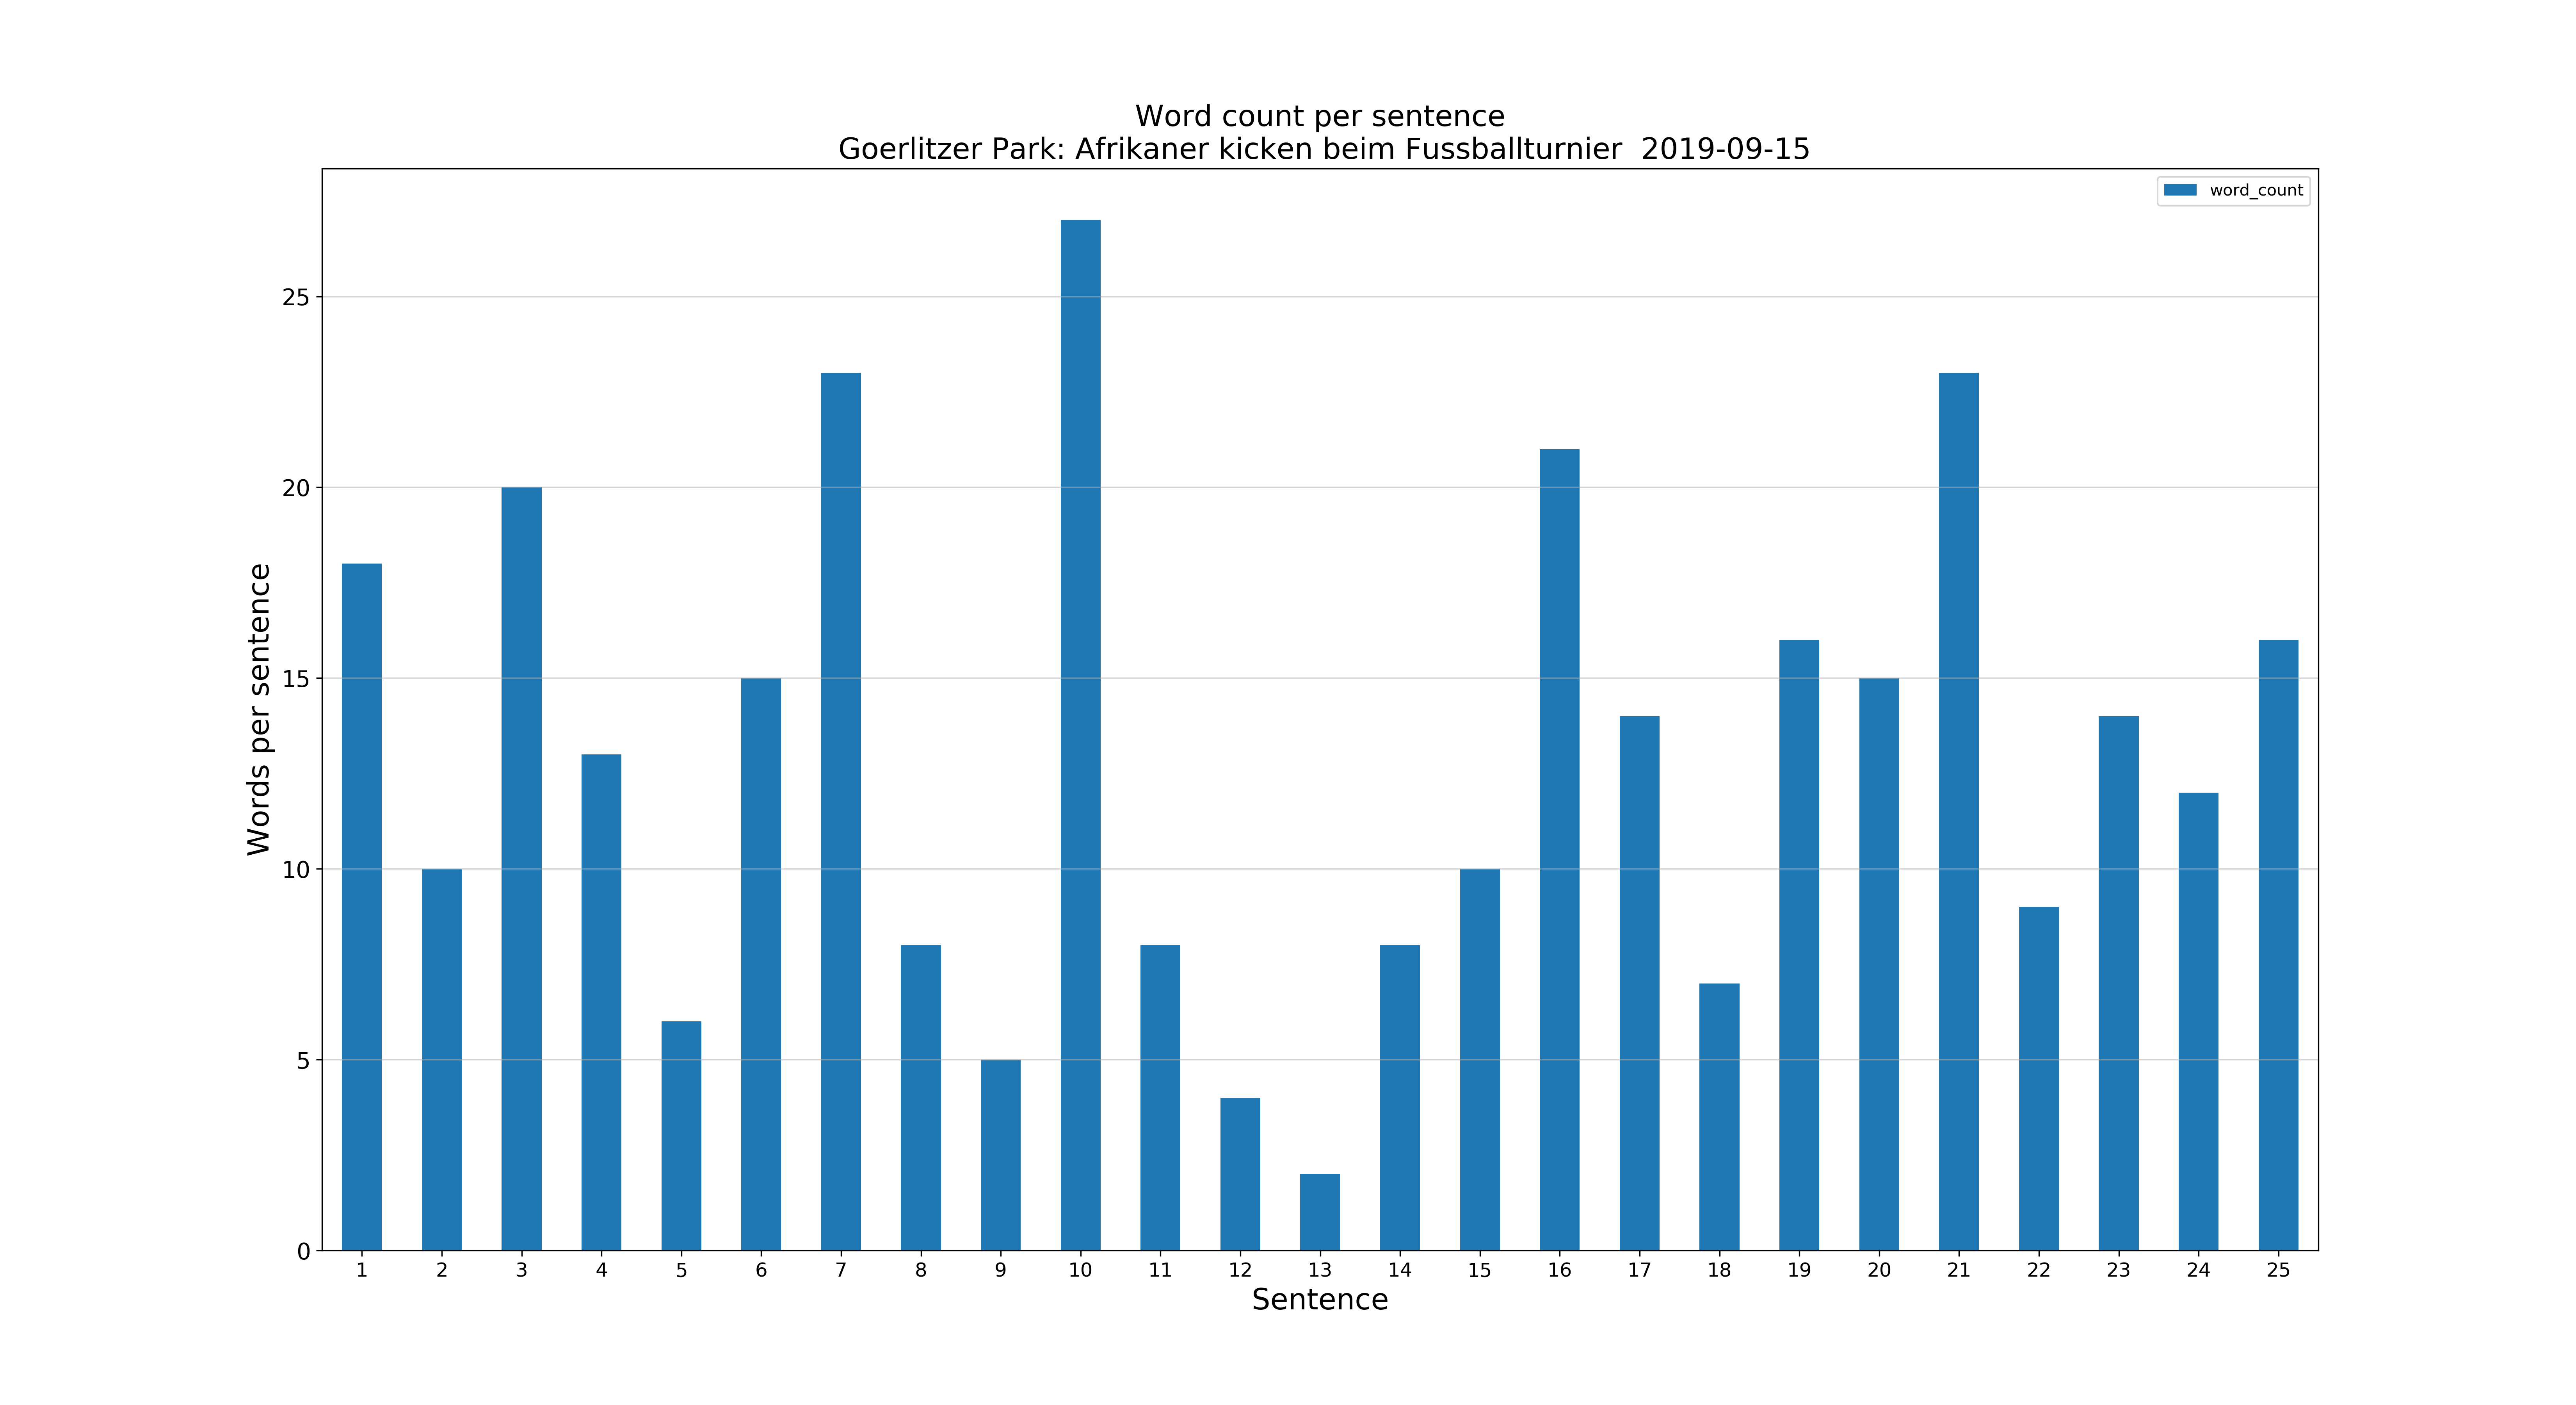 Word count per sentence
Goerlitzer Park: Afrikaner kicken beim Fussballturnier  2019-09-15
word_count
Words per sentence
25
20
15
10
5
0
1 2 3 4 5 6 7 8 9 10 11 12 13 14 15 16 17 18 19 20 21 22 23 24 25
Sentence